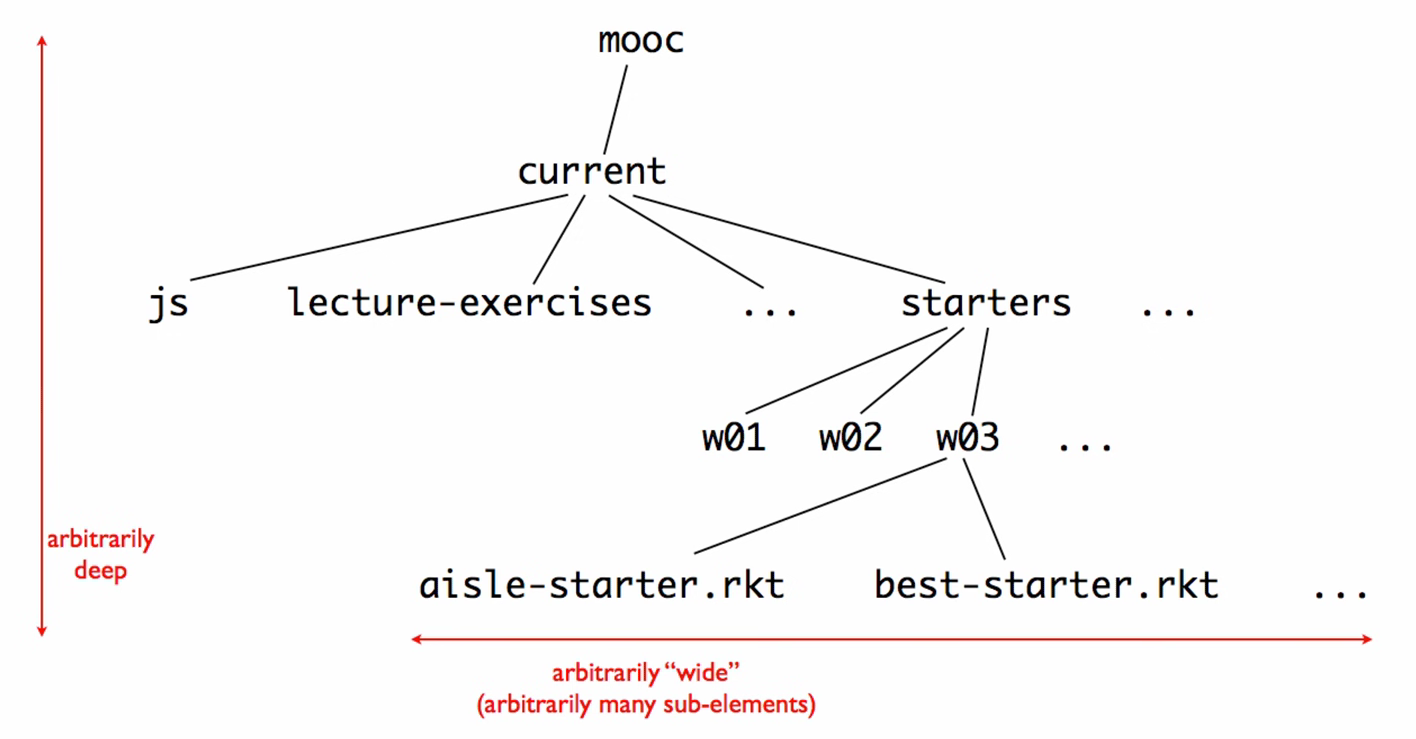 mooc
current
js lecture-exercises ... starters ...
w01 w02 w03 ...
arbitrarily
deep
aisle-starter.rkt best-starter.rkt ...
arbitrarily “wide”
(arbitrarily many sub-elements)